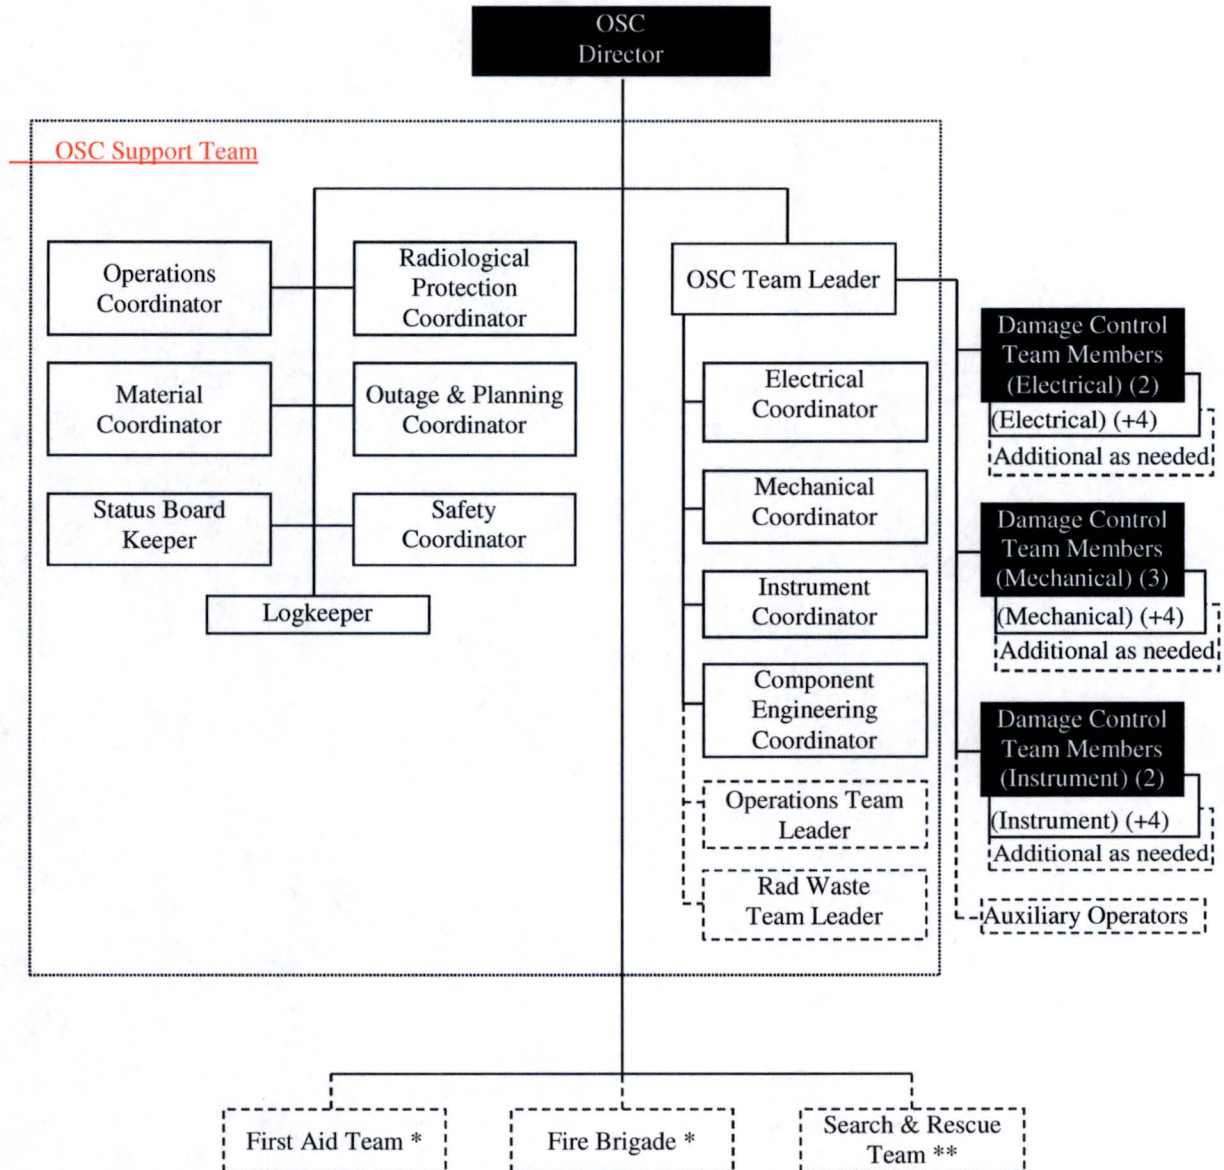 OSC
Director
OSC Support Team
Operations
Coordinator
Radiological
Protection
Coordinator
Material
Coordinator
Outage & Planning
Coordinator
Status Board
Keeper
Safety
Coordinator
Logkeeper
OSC Team Leader
Electrical
Coordinator
Mechanical
Coordinator
Instrument
Coordinator
Component
Engineering
Coordinator
Operations Team
Leader
Rad Waste
Team Leader
Damage Control
Team Members
(Electrical) (2)
(Electrical) (+4)
Additional as needed
Damage Control
Team Members
(Mechanical) (3)
(Mechanical) (+4)
Additional as needed
Damage Control
Team Members
(Instrument) (2)
(Instrument) (+4)
Additional as needed
Auxiliary Operators
First Aid Team *
Fire Brigade *
Search & Rescue
Team **